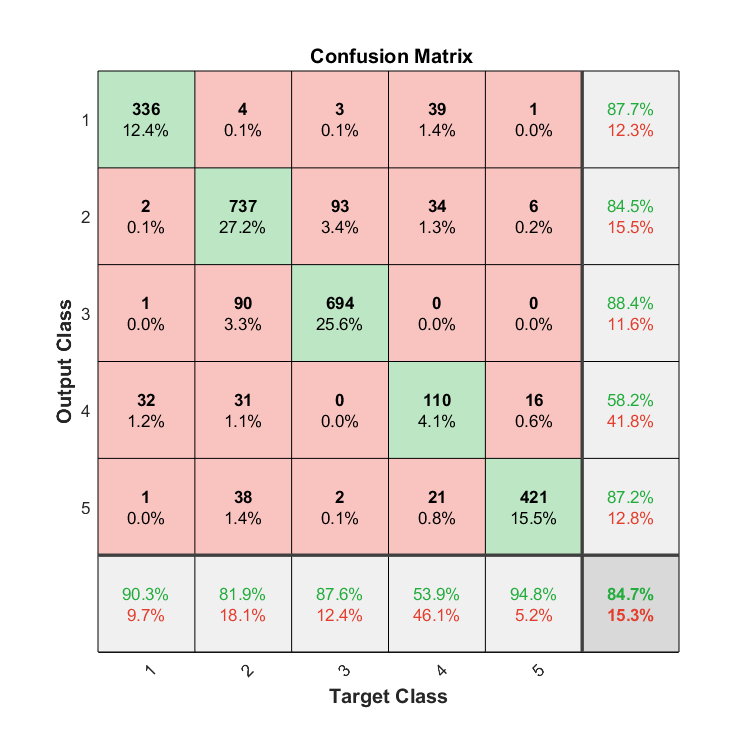 Confusion Matrix
336 4 3 39 1 87.7%
1
12.4% 0.1% 0.1% 1.4% 0.0% 12.3%
2 737 93 34 6 84.5%
2
0.1% 27.2% 3.4% 1.3% 0.2% 15.5%
1 90 694 0 0 88.4%
3
0.0% 3.3% 25.6% 0.0% 0.0% 11.6%
Output Class
32 31 0 110 16 58.2%
4
1.2% 1.1% 0.0% 4.1% 0.6% 41.8%
1 38 2 21 421 87.2%
5
0.0% 1.4% 0.1% 0.8% 15.5% 12.8%
90.3% 81.9% 87.6% 53.9% 94.8% 84.7%
9.7% 18.1% 12.4% 46.1% 5.2% 15.3%
1 2 3 4 5
Target Class